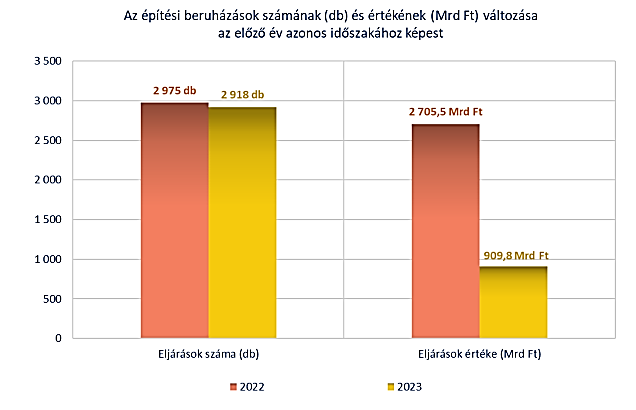 Az építési beruházások számának (db) és értékének (Mrd Ft) változása
az előző év azonos időszakához képest
3 500
3 000
2 500
2 000
1 500
1 000
500
0
2 975 db
2 918 db
2 705,5 Mrd Ft
909,8 Mrd Ft
Eljárások száma (db)
Eljárások értéke (Mrd Ft)
2022
2023